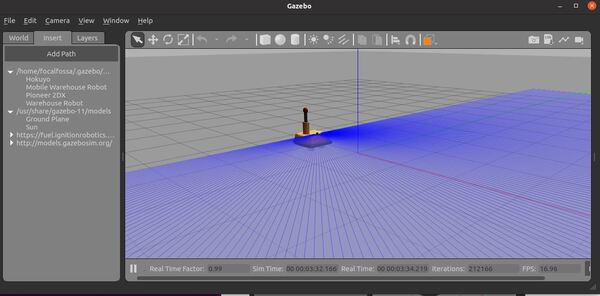 Gazebo
File Edit Camera View Window Help
World Insert Layers
Add Path
/home/focalfossa/.gazebo/...
Hokuyo
Mobile Warehouse Robot
Pioneer 2DX
Warehouse Robot
/usr/share/gazebo-11/models
Ground Plane
Sun
https://fuel.ignitionrobotics....
http://models.gazebosim.org/
Real Time Factor: 0.99 Sim Time: 00 00:03:32.166 Real Time: 00 00:03:34.219 Iterations: 212166 FPS: 16.96